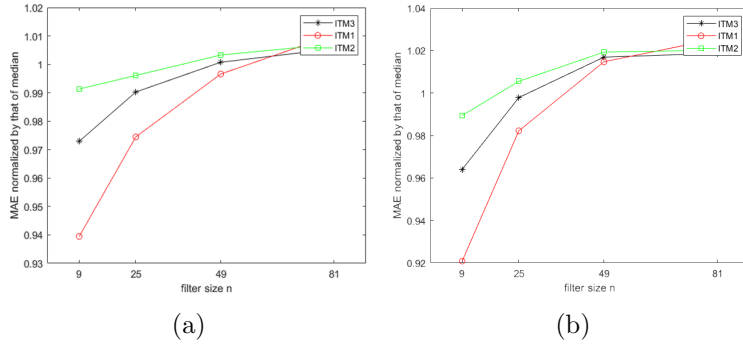 1.02
1.01
1
0.99
0.98
0.97
0.96
0.95
0.94
0.93
MAE normalized by that of median
9 25 49 81
filter size n
ITM3
ITM1
ITM2
(a)
1.04
1.02
1
0.98
0.96
0.94
0.92
MAE normalized by that of median
9 25 49 81
filter size n
ITM3
ITM1
ITM2
(b)